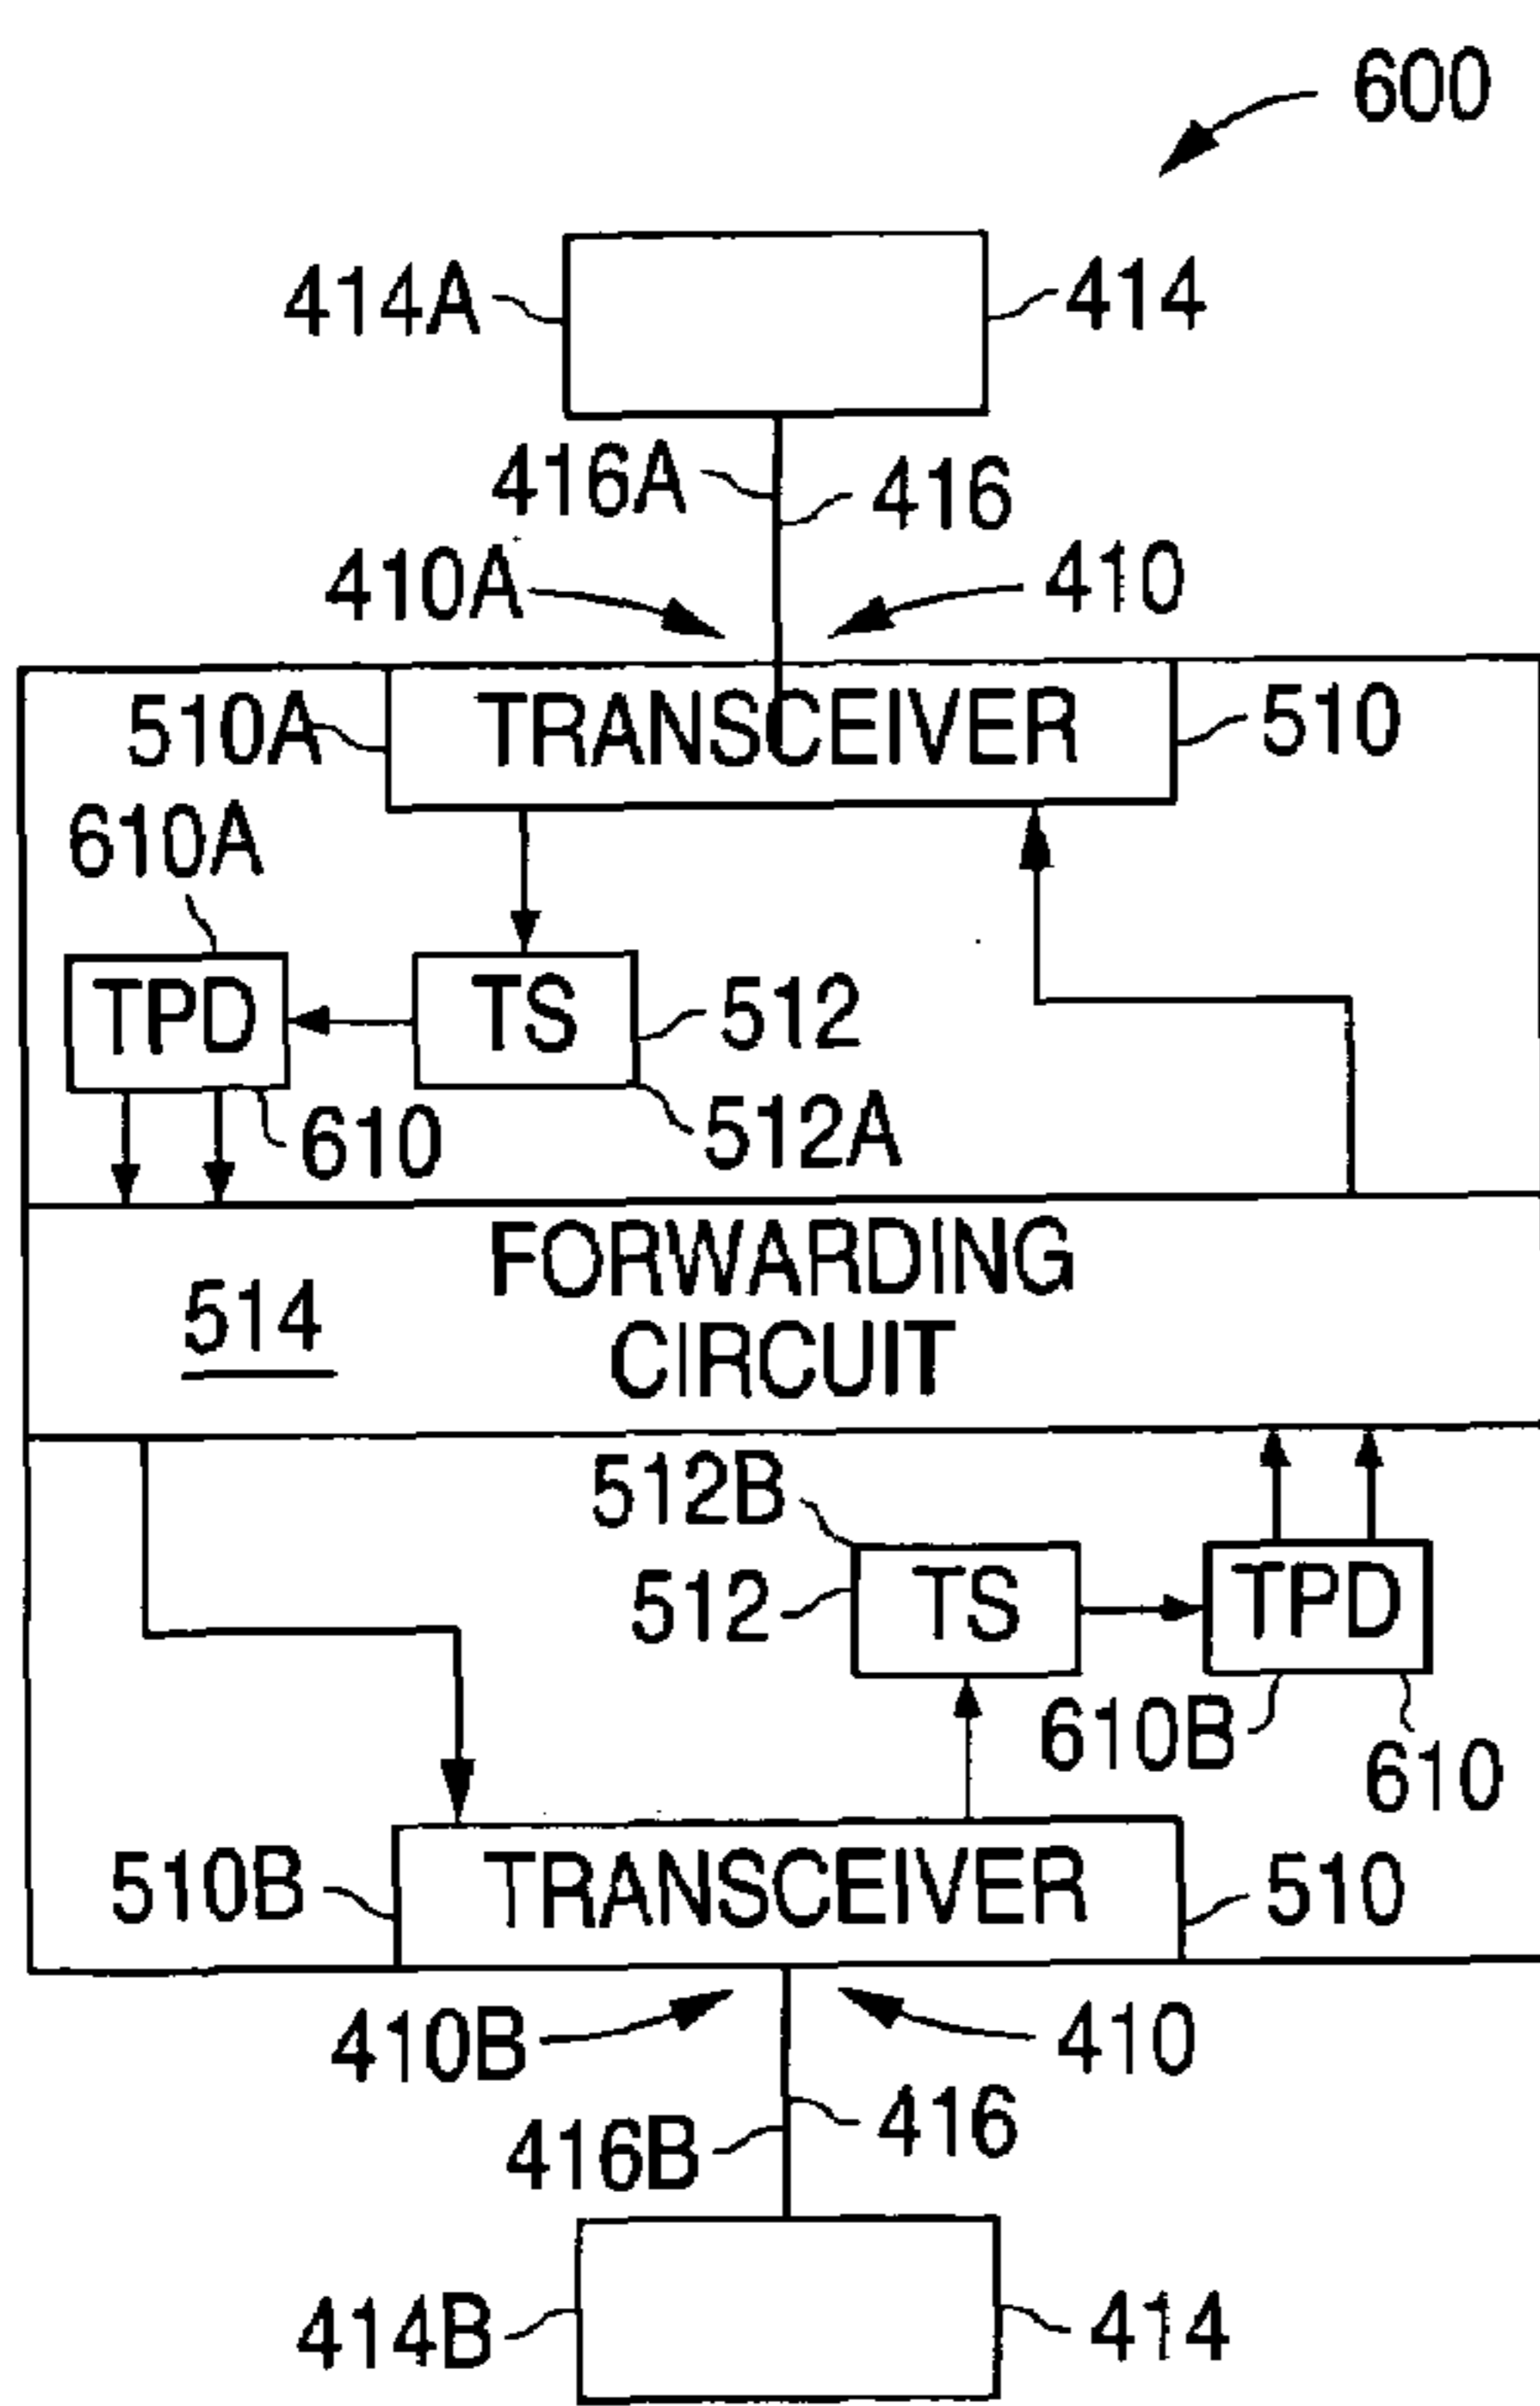 600
414A 414
416A 416
410A 410
510A TRANSCEIVER 510
610A
TPD TS 512
610 512A
FORWARDING
514 CIRCUIT
512B
512 TS TPD
610B 610
510B TRANSCEIVER 510
410B 410
416B 416
414B 414